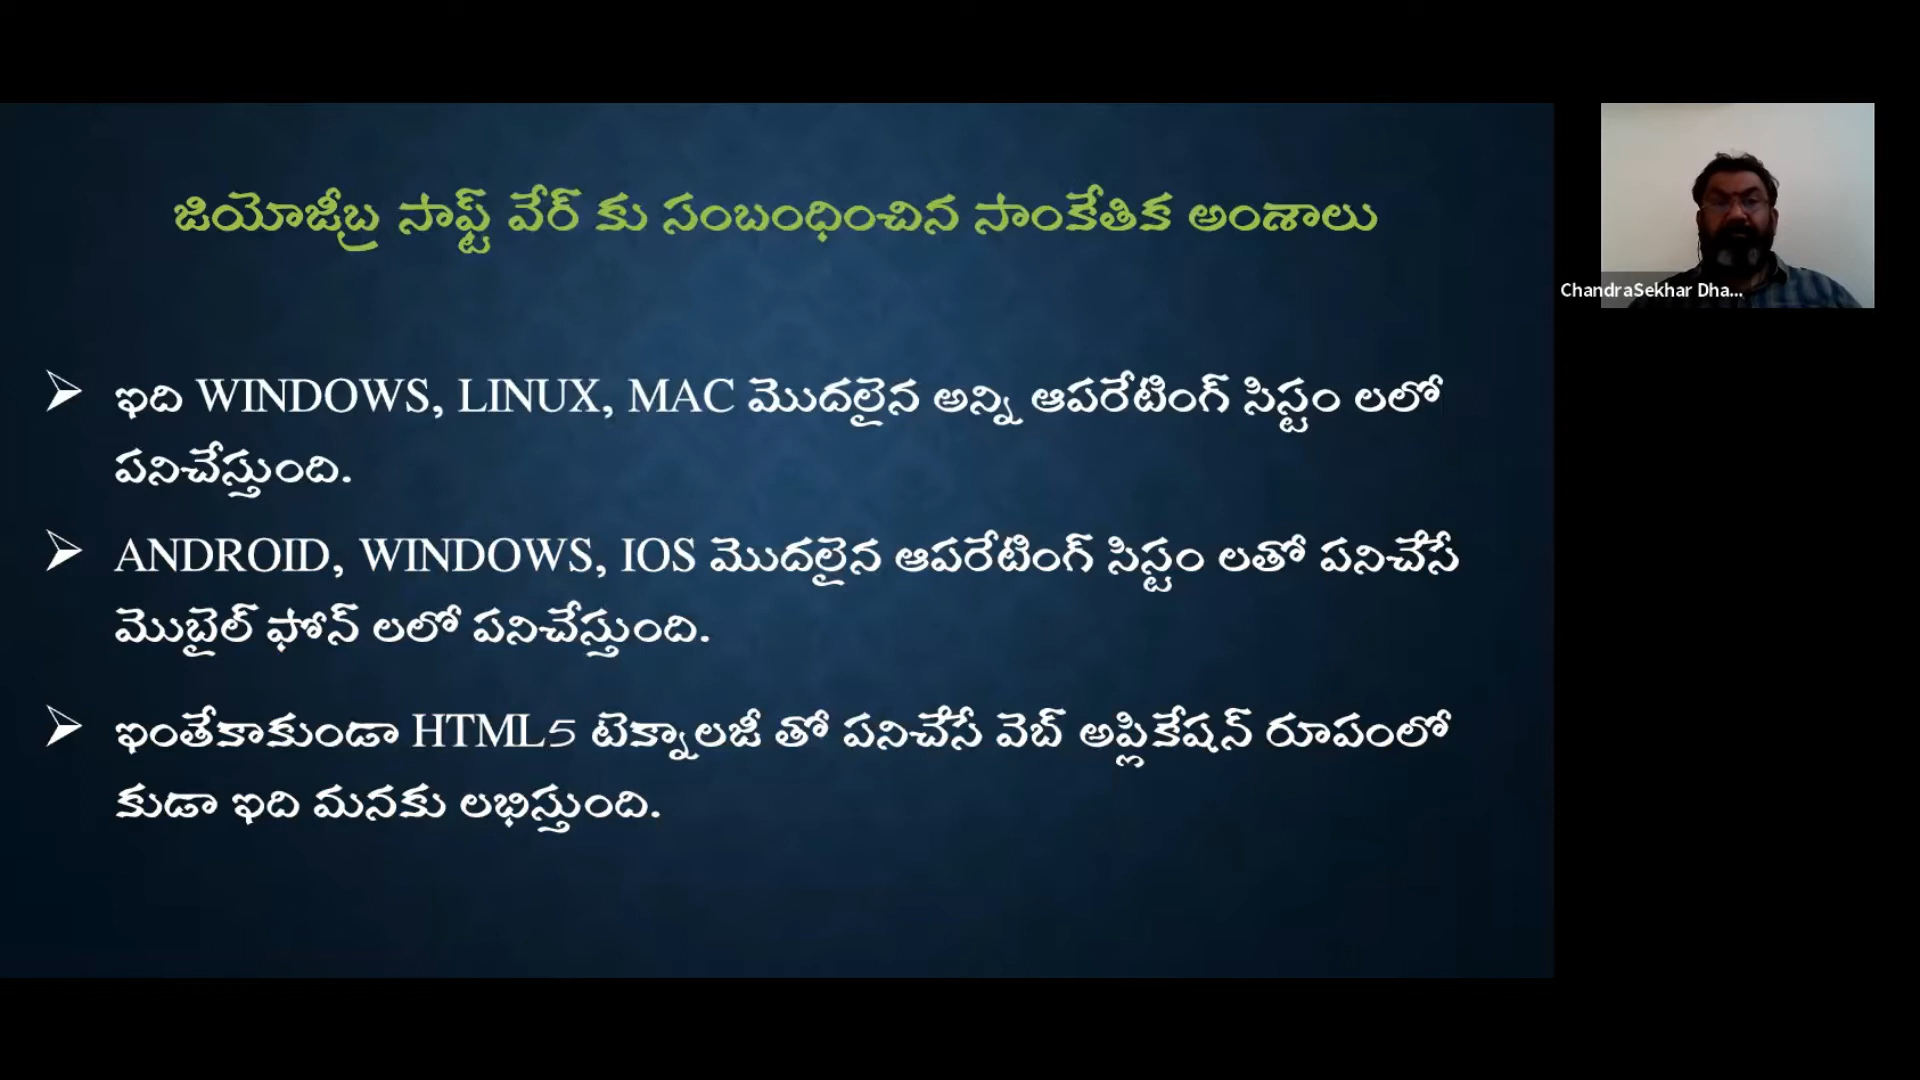 జియోజీబ్ర సాఫ్ట్ వేర్ కు సంబంధించిన సాంకేతిక అంశాలు
ChandraSekhar Dha...
ఇది WINDOWS, LINUX, MAC మొదలైన అన్ని ఆపరేటింగ్ సిస్టం లలో
పనిచేస్తుంది.
ANDROID, WINDOWS, IOS మొదలైన ఆపరేటింగ్ సిస్టం లతో పనిచేసే
మొబైల్ ఫోన్ లలో పనిచేస్తుంది.
ఇంతేకాకుండా HTML5 టెక్నాలజీ తో పనిచేసే వెబ్ అప్లికేషన్ రూపంలో
కుడా ఇది మనకు లభిస్తుంది.